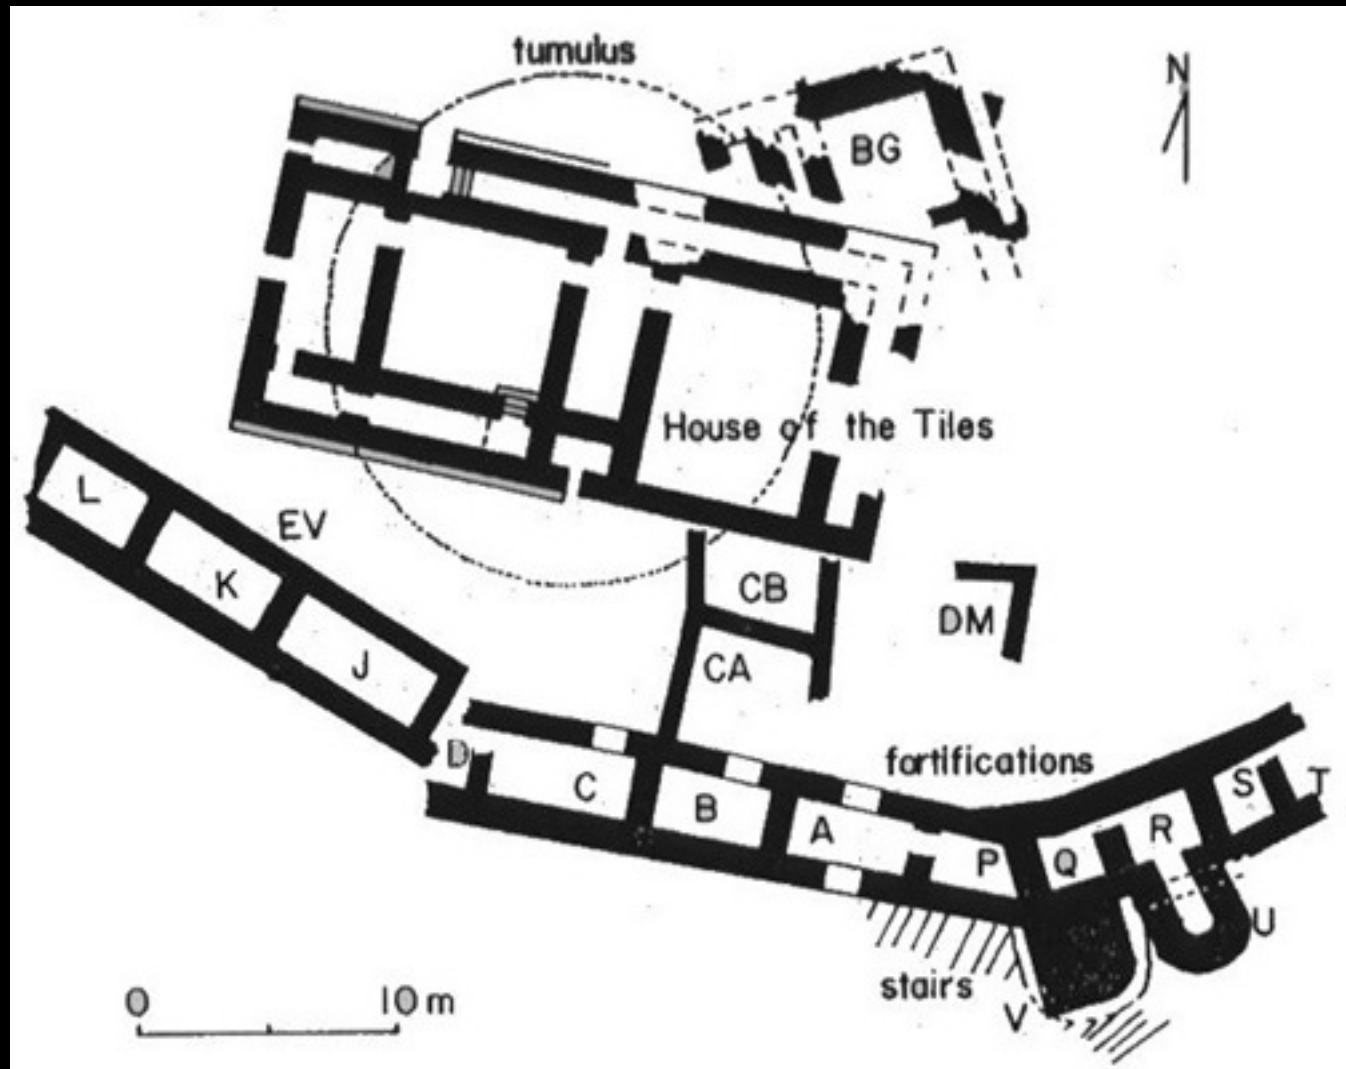 tumulus
N
BG
House of the Tiles
L
EV
K
CB
DM
J
CA
D
fortifications
C
S
T
B
A
R
P
Q
U
stairs
V
0 10 m